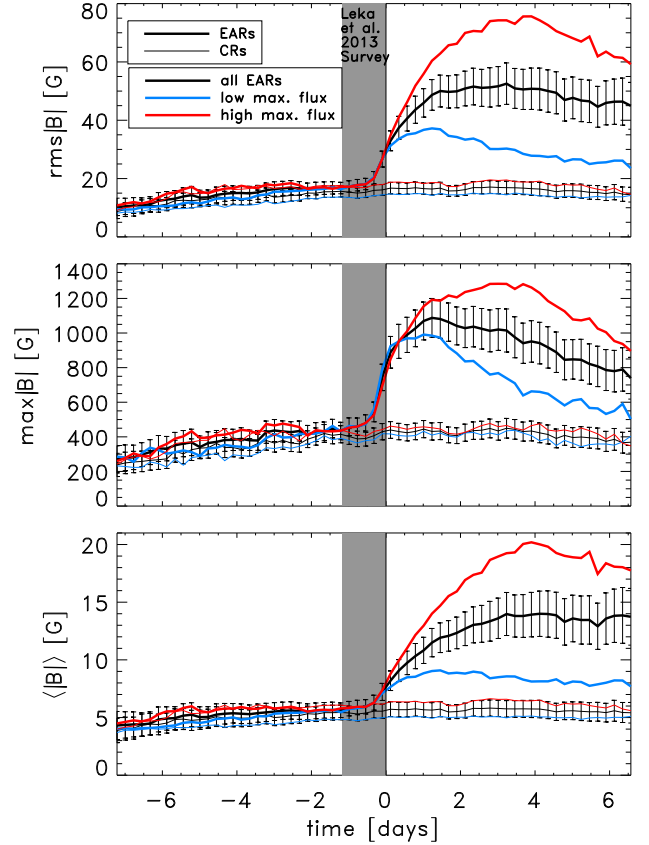 80
60
40
20
0
rms|B| [G]
Leka
et al.
2013
Survey
EARs
CRs
all EARs
low max. flux
high max. flux
1400
1200
1000
800
600
400
200
0
max|B| [G]
20
15
10
5
0
⟨|B|⟩ [G]
−6 −4 −2 0 2 4 6
time [days]